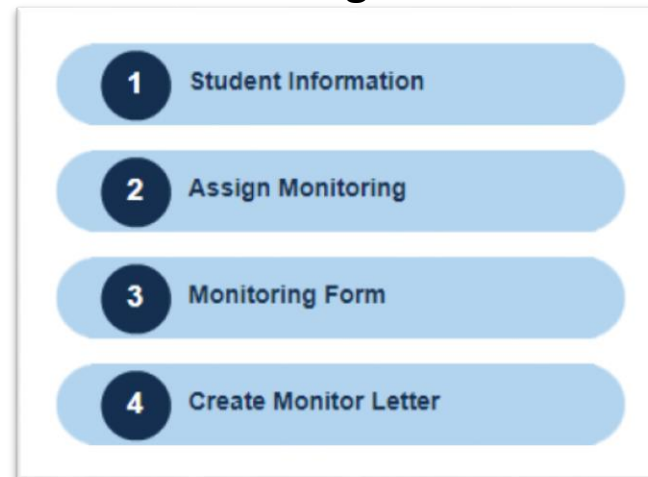 1 Student Information
2 Assign Monitoring
3 Monitoring Form
4 Create Monitor Letter